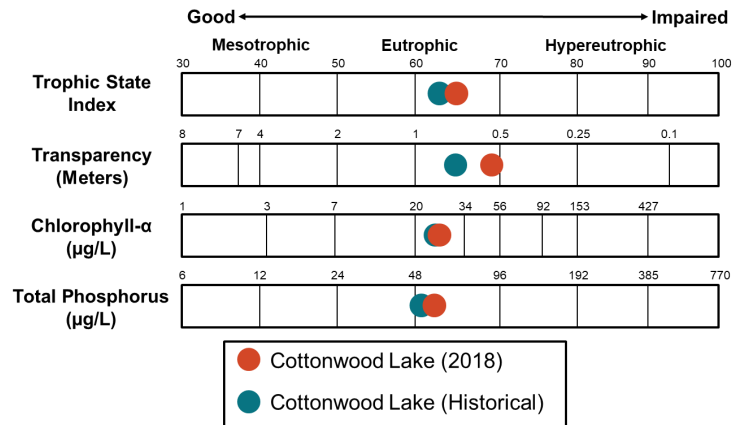 Good Impaired
Mesotrophic Eutrophic Hypereutrophic
30 40 50 60 70 80 90 100
Trophic State
Index
8 7 4 2 1 0.5 0.25 0.1
Transparency
(Meters)
1 3 7 20 34 56 92 153 427
Chlorophyll-α
(µg/L)
6 12 24 48 96 192 385 770
Total Phosphorus
(µg/L)
Cottonwood Lake (2018)
Cottonwood Lake (Historical)